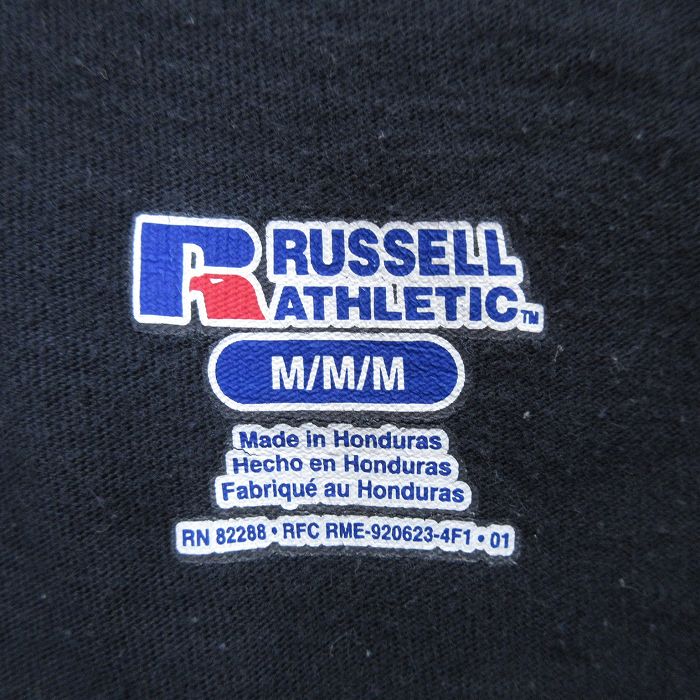 R RUSSELL
ATHLETIC™
M/M/M
Made in Honduras
Hecho en Honduras
Fabriqué au Honduras
RN 82288 • RFC RME-920623-4F1 • 01